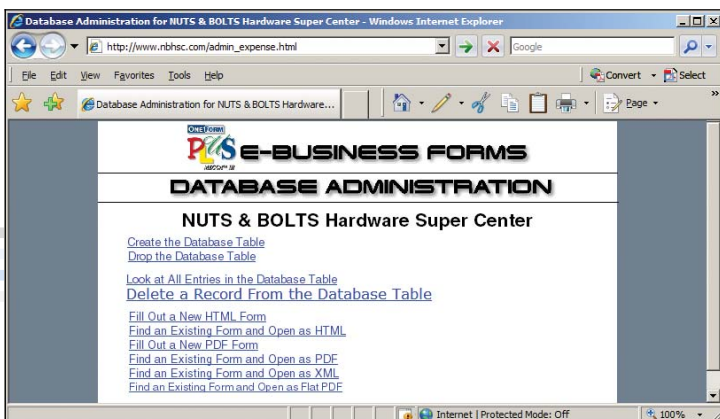 Database Administration for NUTS & BOLTS Hardware Super Center - Windows Internet Explorer
http://www.nbhsc.com/admin_expense.html
Google
File Edit View Favorites Tools Help
Convert
Select
Database Administration for NUTS & BOLTS Hardware...
Page
ONE FORM
PLUS E-BUSINESS FORMS
DATABASE ADMINISTRATION
NUTS & BOLTS Hardware Super Center
Create the Database Table
Drop the Database Table
Look at All Entries in the Database Table
Delete a Record From the Database Table
Fill Out a New HTML Form
Find an Existing Form and Open as HTML
Fill Out a New PDF Form
Find an Existing Form and Open as PDF
Find an Existing Form and Open as XML
Find an Existing Form and Open as Flat PDF
Internet | Protected Mode: Off
100%